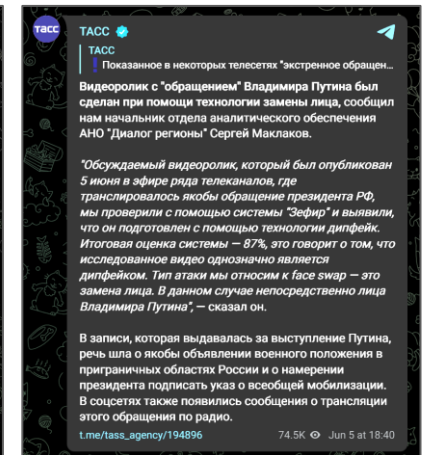 ТАСС
ТАСС
ТАСС
Показанное в некоторых телесетях "экстренное обращен...
Видеоролик с "обращением" Владимира Путина был
сделан при помощи технологии замены лица, сообщил
нам начальник отдела аналитического обеспечения
АНО "Диалог регионы" Сергей Маклаков.
"Обсуждаемый видеоролик, который был опубликован
5 июня в эфире ряда телеканалов, где
транслировалось якобы обращение президента РФ,
мы проверили с помощью системы "Зефир" и выявили,
что он подготовлен с помощью технологии дипфейк.
Итоговая оценка системы — 87%, это говорит о том, что
исследованное видео однозначно является
дипфейком. Тип атаки мы относим к face swap — это
замена лица. В данном случае непосредственно лица
Владимира Путина", — сказал он.
В записи, которая выдавалась за выступление Путина,
речь шла о якобы объявлении военного положения в
приграничных областях России и о намерении
президента подписать указ о всеобщей мобилизации.
В соцсетях также появились сообщения о трансляции
этого обращения по радио.
t.me/tass_agency/194896 74.5K Jun 5 at 18:40